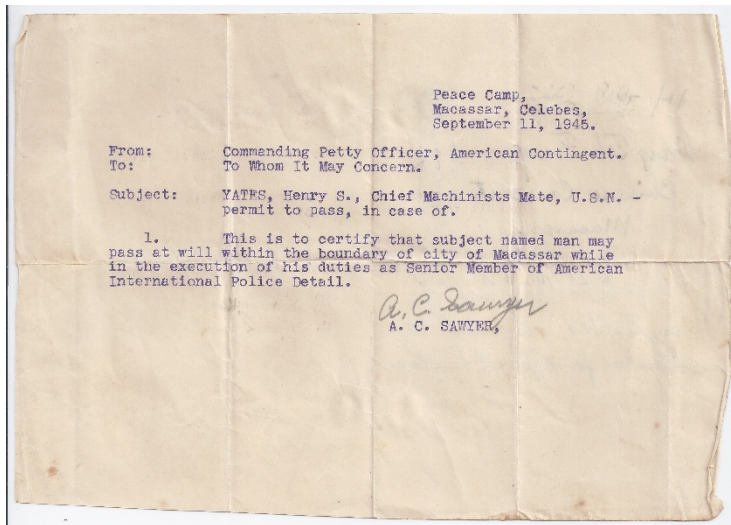 Peace Camp,
Macassar, Celebes,
September 11, 1945.
From: Commanding Petty Officer, American Contingent.
To: To Whom It May Concern.
Subject: YATES, Henry S., Chief Machinists Mate, U.S.N. -
permit to pass, in case of.
1. This is to certify that subject named man may
pass at will within the boundary of city of Macassar while
in the execution of his duties as Senior Member of American
International Police Detail.
A. C. Sawyer
A. C. SAWYER,